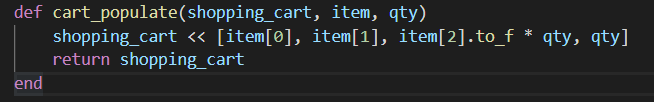 def cart_populate(shopping_cart, item, qty)
    shopping_cart << [item[0], item[1], item[2].to_f * qty, qty]
    return shopping_cart
end